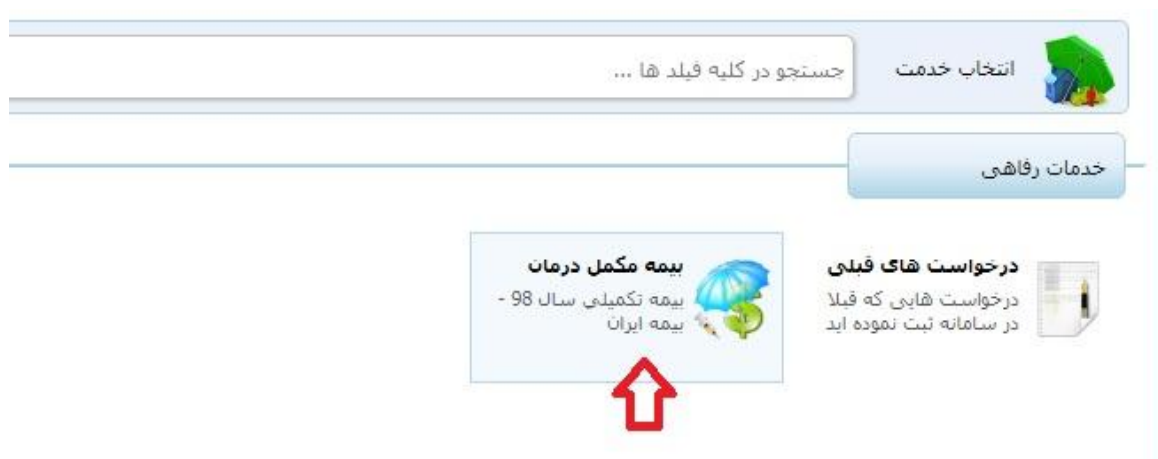 انتخاب خدمت
جستجو در کلیه فیلد ها ...
خدمات رفاهی
درخواست های قبلی
درخواست هایی که قبلا
در سامانه ثبت نموده اید
بیمه مکمل درمان
بیمه تکمیلی سال 98 -
بیمه ایران